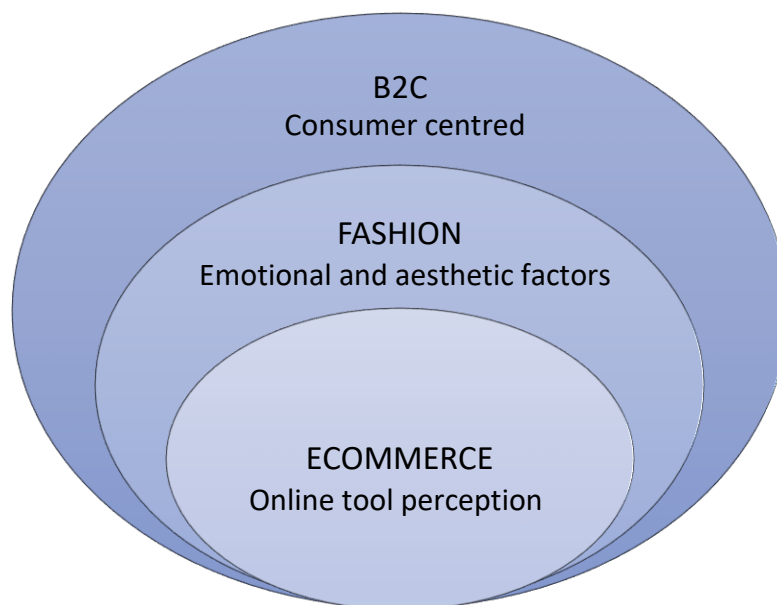 B2C
Consumer centred
FASHION
Emotional and aesthetic factors
ECOMMERCE
Online tool perception